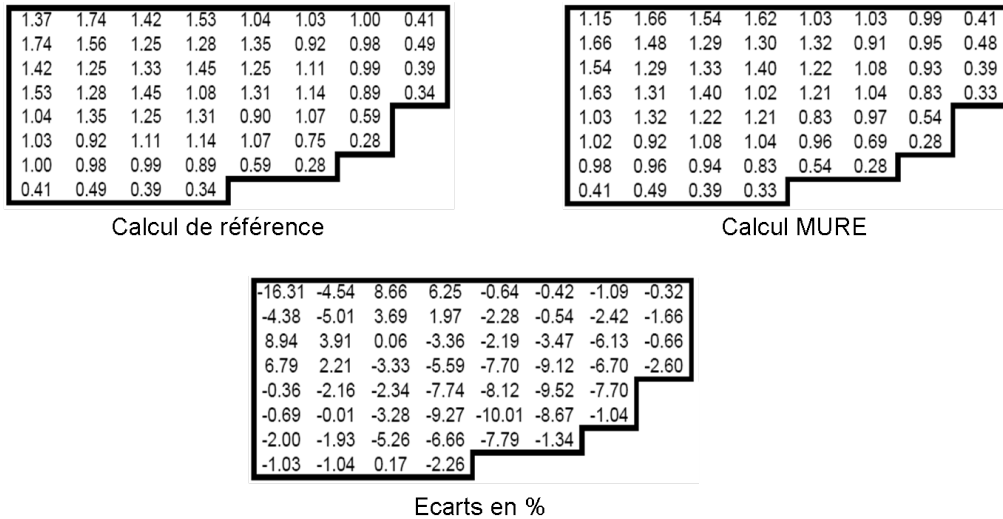 1.37 1.74 1.42 1.53 1.04 1.03 1.00 0.41
1.74 1.56 1.25 1.28 1.35 0.92 0.98 0.49
1.42 1.25 1.33 1.45 1.25 1.11 0.99 0.39
1.53 1.28 1.45 1.08 1.31 1.14 0.89 0.34
1.04 1.35 1.25 1.31 0.90 1.07 0.59
1.03 0.92 1.11 1.14 1.07 0.75 0.28
1.00 0.98 0.99 0.89 0.59 0.28
0.41 0.49 0.39 0.34
Calcul de référence
1.15 1.66 1.54 1.62 1.03 1.03 0.99 0.41
1.66 1.48 1.29 1.30 1.32 0.91 0.95 0.48
1.54 1.29 1.33 1.40 1.22 1.08 0.93 0.39
1.63 1.31 1.40 1.02 1.21 1.04 0.83 0.33
1.03 1.32 1.22 1.21 0.83 0.97 0.54
1.02 0.92 1.08 1.04 0.96 0.69 0.28
0.98 0.96 0.94 0.83 0.54 0.28
0.41 0.49 0.39 0.33
Calcul MURE
-16.31 -4.54 8.66 6.25 -0.64 -0.42 -1.09 -0.32
-4.38 -5.01 3.69 1.97 -2.28 -0.54 -2.42 -1.66
8.94 3.91 0.06 -3.36 -2.19 -3.47 -6.13 -0.66
6.79 2.21 -3.33 -5.59 -7.70 -9.12 -6.70 -2.60
-0.36 -2.16 -2.34 -7.74 -8.12 -9.52 -7.70
-0.69 -0.01 -3.28 -9.27 -10.01 -8.67 -1.04
-2.00 -1.93 -5.26 -6.66 -7.79 -1.34
-1.03 -1.04 0.17 -2.26
Ecarts en %